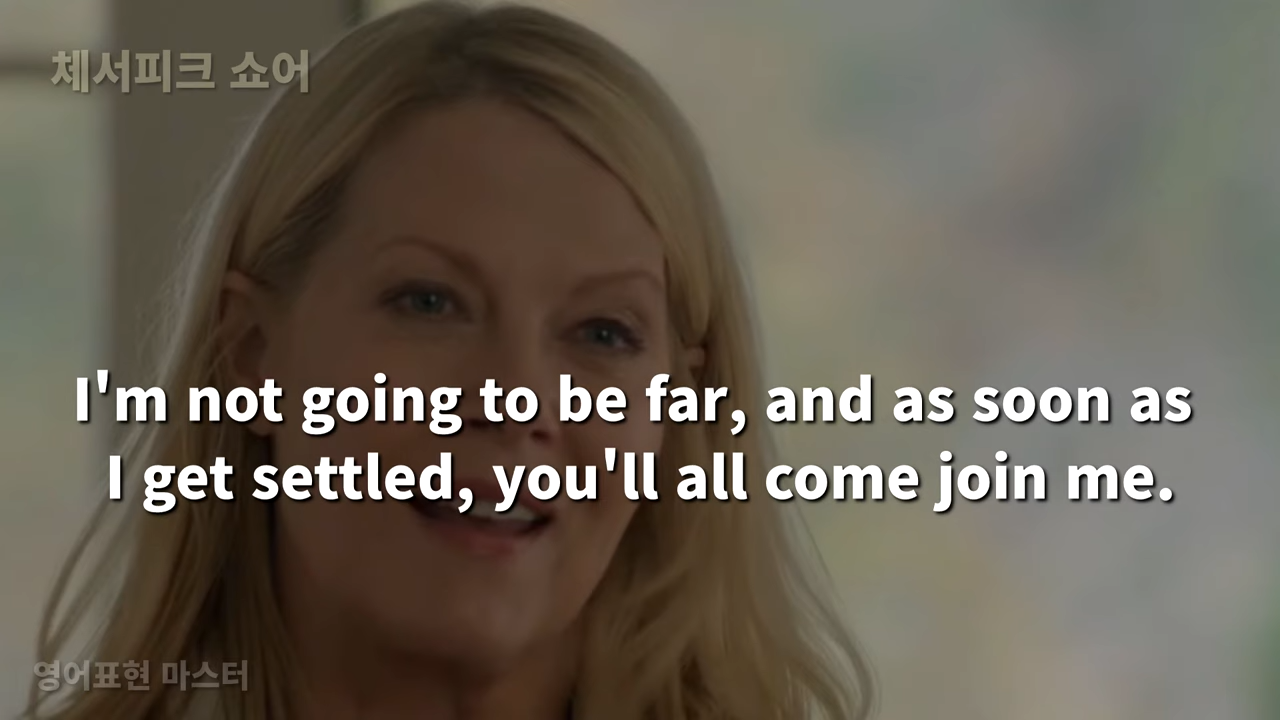 체서피크 쇼어
I'm not going to be far, and as soon as
I get settled, you'll all come join me.
영어표현 마스터